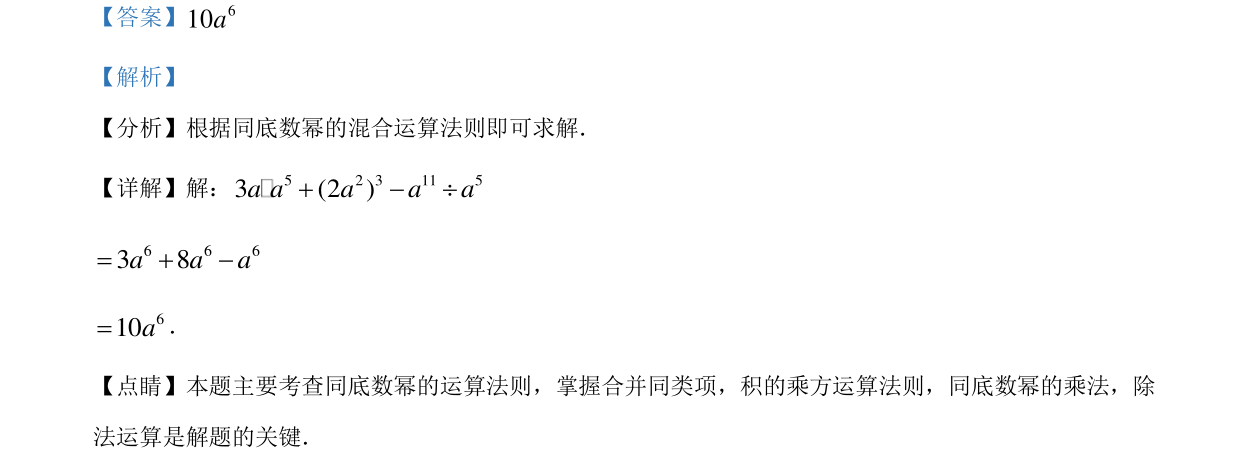 【答案】10a⁶
【解析】
【分析】根据同底数幂的混合运算法则即可求解．
【详解】解：3a□a⁵＋(2a²)³－a¹¹÷a⁵
＝3a⁶＋8a⁶－a⁶
＝10a⁶．
【点睛】本题主要考查同底数幂的运算法则，掌握合并同类项，积的乘方运算法则，同底数幂的乘法，除
法运算是解题的关键．